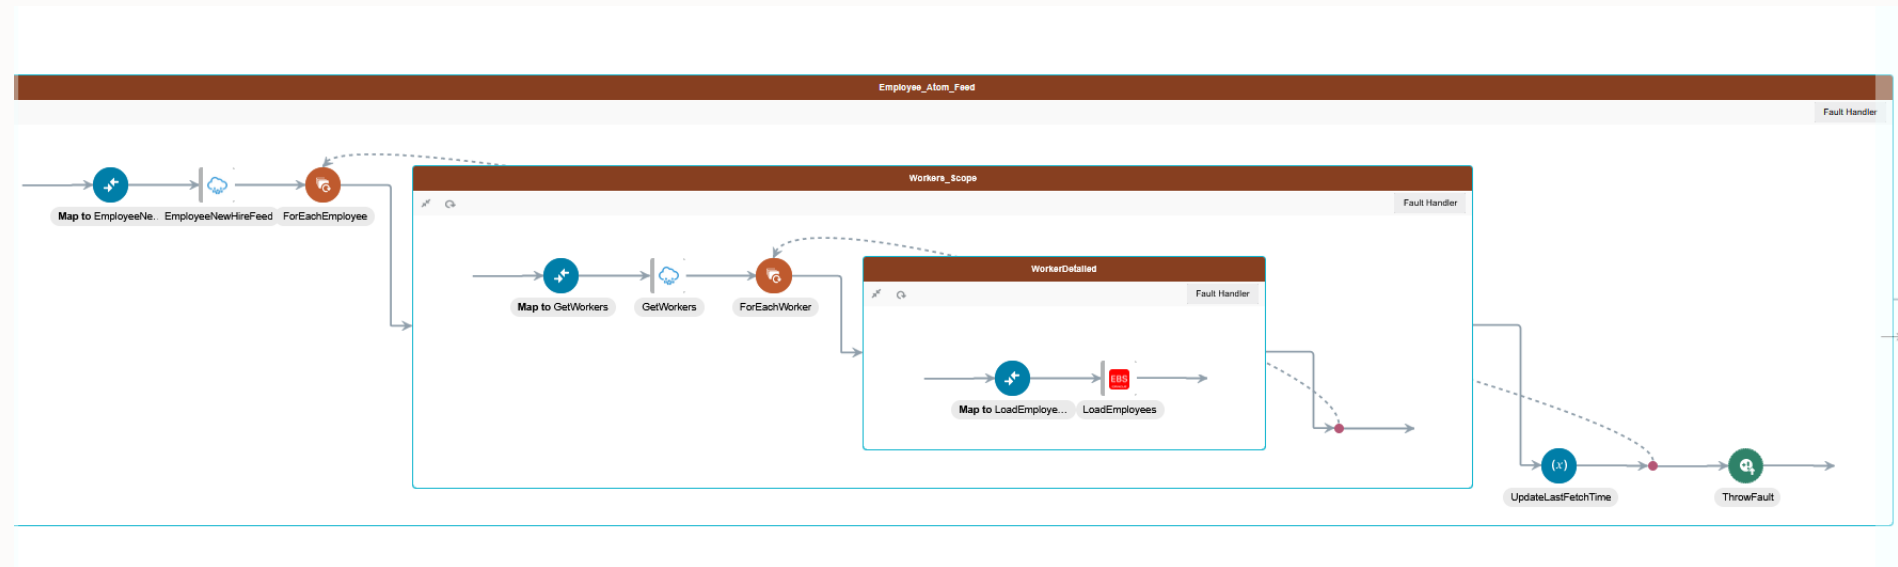 Employee_Atom_Feed
Fault Handler
Map to EmployeeNe..
EmployeeNewHireFeed
ForEachEmployee
Workers_Scope
Fault Handler
Map to GetWorkers
GetWorkers
ForEachWorker
WorkerDetailed
Fault Handler
Map to LoadEmploye...
EBS
LoadEmployees
(x)
UpdateLastFetchTime
ThrowFault